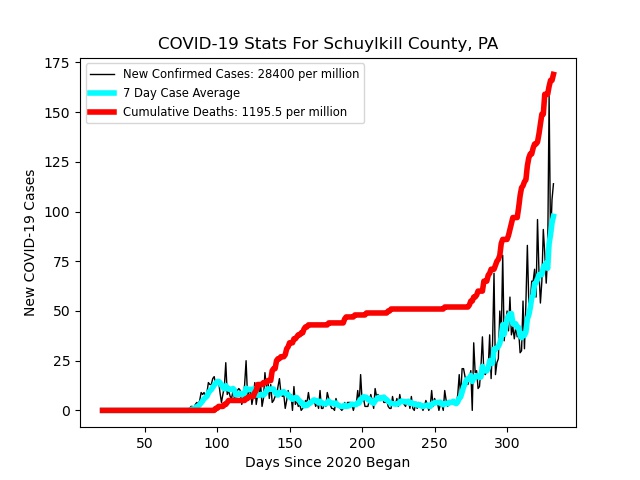 COVID-19 Stats For Schuylkill County, PA
New Confirmed Cases: 28400 per million
7 Day Case Average
Cumulative Deaths: 1195.5 per million
New COVID-19 Cases
175
150
125
100
75
50
25
0
50 100 150 200 250 300
Days Since 2020 Began